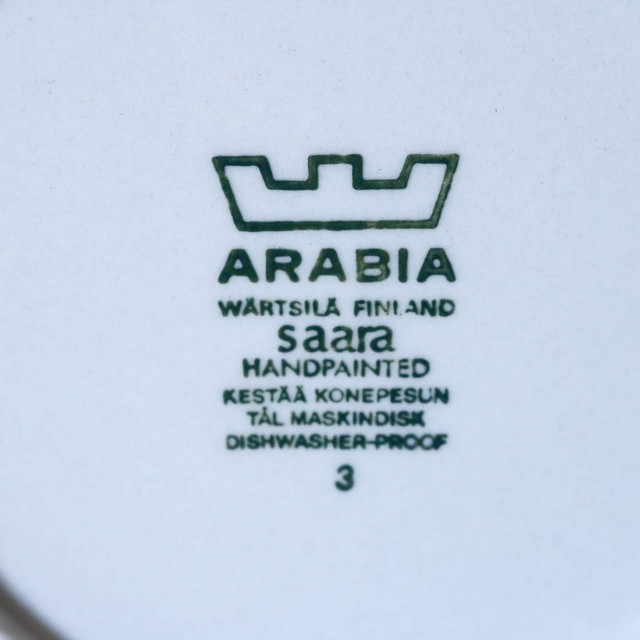 ARABIA
WÄRTSILÄ FINLAND
saara
HANDPAINTED
KESTÄÄ KONEPESUN
TÅL MASKINDISK
DISHWASHER-PROOF
3